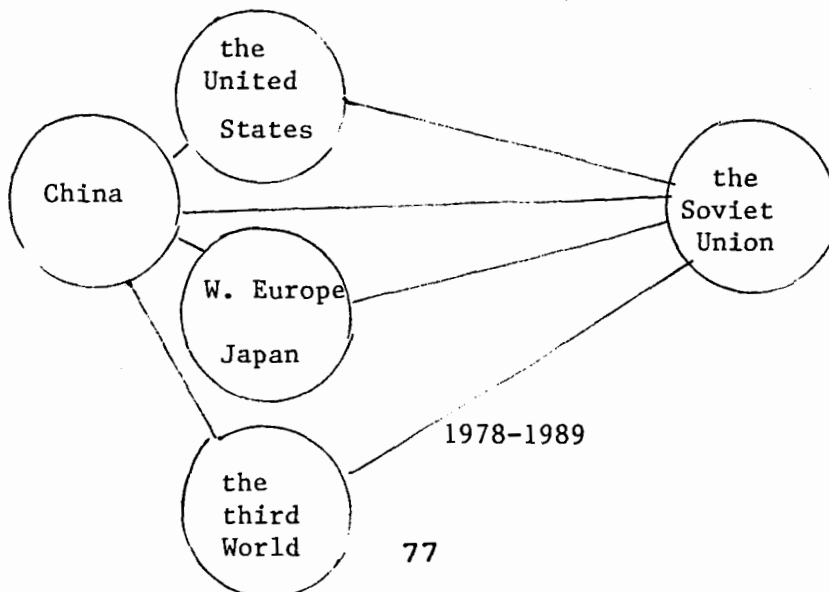 the
United
States
China
the
Soviet
Union
W. Europe
Japan
1978-1989
the
third
World
77